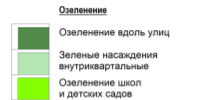 Озеленение
Озеленение вдоль улиц
Зеленые насаждения
внутриквартальные
Озеленение школ
и детских садов